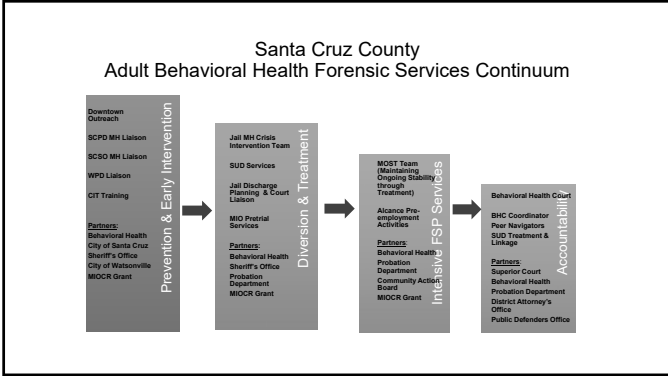 Santa Cruz County
Adult Behavioral Health Forensic Services Continuum
Downtown
Outreach
SCPD MH Liaison
SCSO MH Liaison
WPD Liaison
CIT Training
Partners:
Behavioral Health
City of Santa Cruz
Sheriff's Office
City of Watsonville
MIOCR Grant
Prevention & Early Intervention
Jail MH Crisis
Intervention Team
SUD Services
Jail Discharge
Planning & Court
Liaison
MIO Pretrial
Services
Partners:
Behavioral Health
Sheriff's Office
Probation
Department
MIOCR Grant
Diversion & Treatment
MOST Team
(Maintaining
Ongoing Stability
through
Treatment)
Alcance Pre-
employment
Activities
Partners:
Behavioral Health
Probation
Department
Community Action
Board
MIOCR Grant
Intensive FSP Services
Behavioral Health Court
BHC Coordinator
Peer Navigators
SUD Treatment &
Linkage
Partners:
Superior Court
Behavioral Health
Probation Department
District Attorney's
Office
Public Defenders Office
Accountability